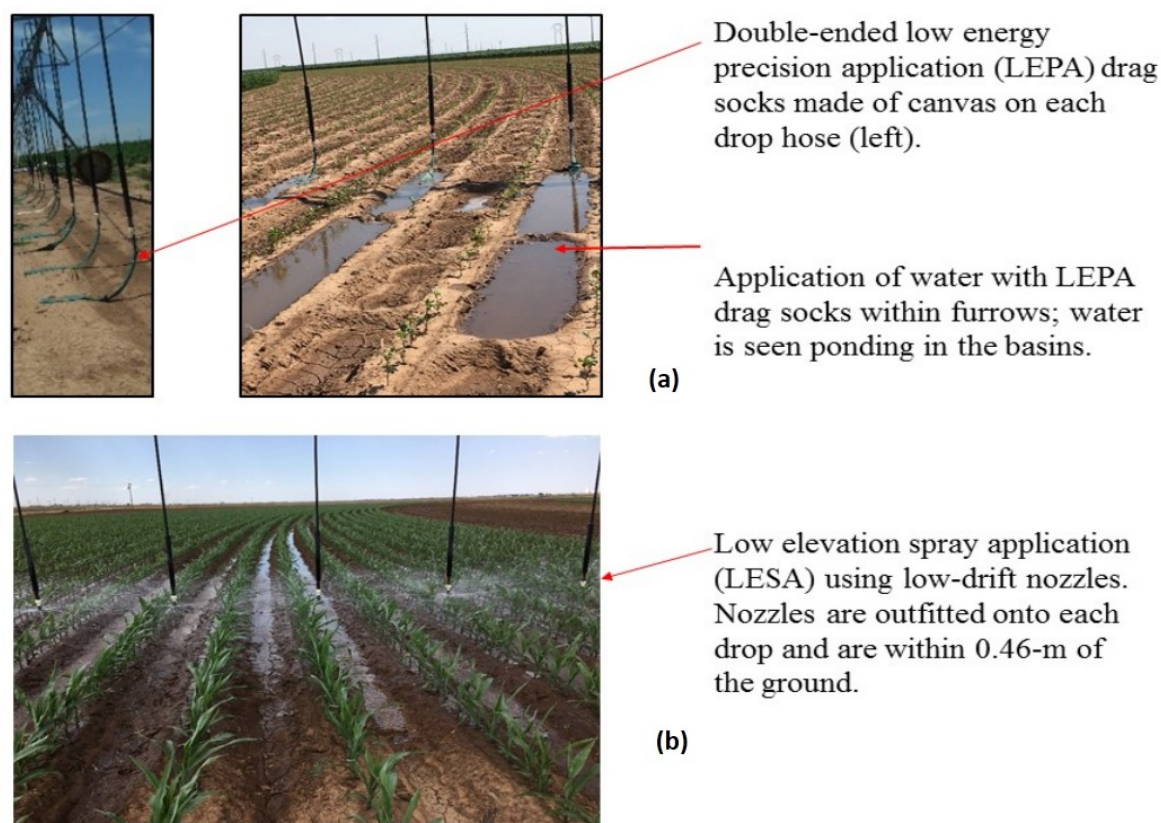 Double-ended low energy
precision application (LEPA) drag
socks made of canvas on each
drop hose (left).
Application of water with LEPA
drag socks within furrows; water
is seen ponding in the basins.
(a)
Low elevation spray application
(LESA) using low-drift nozzles.
Nozzles are outfitted onto each
drop and are within 0.46-m of
the ground.
(b)